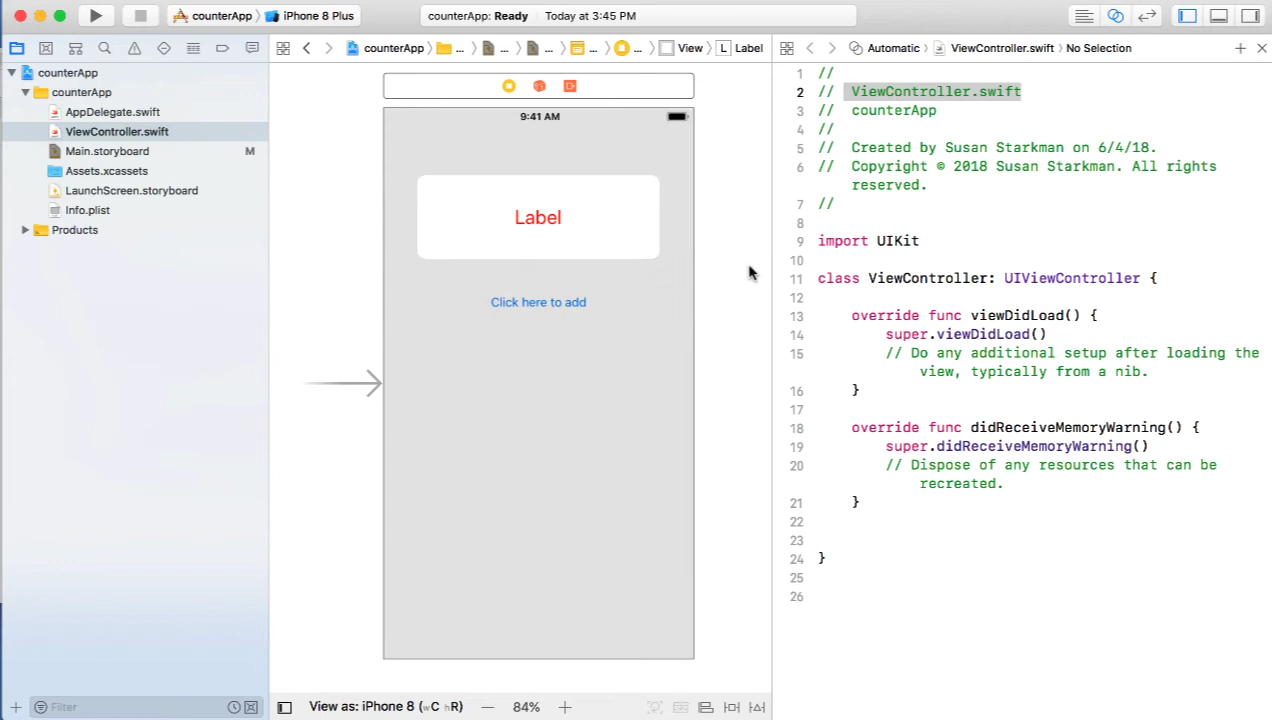 counterApp iPhone 8 Plus
counterApp: Ready Today at 3:45 PM
counterApp ... ... ... ... ... View L Label
Automatic ViewController.swift No Selection
counterApp
counterApp
AppDelegate.swift
ViewController.swift
Main.storyboard M
Assets.xcassets
LaunchScreen.storyboard
Info.plist
Products
Filter
9:41 AM
Label
Click here to add
View as: iPhone 8 (wC hR) — 84% +
1 //
2 // ViewController.swift
3 // counterApp
4 //
5 // Created by Susan Starkman on 6/4/18.
6 // Copyright © 2018 Susan Starkman. All rights
reserved.
7 //
8
9 import UIKit
10
11 class ViewController: UIViewController {
12
13 override func viewDidLoad() {
14 super.viewDidLoad()
15 // Do any additional setup after loading the
view, typically from a nib.
16 }
17
18 override func didReceiveMemoryWarning() {
19 super.didReceiveMemoryWarning()
20 // Dispose of any resources that can be
recreated.
21 }
22
23
24 }
25
26